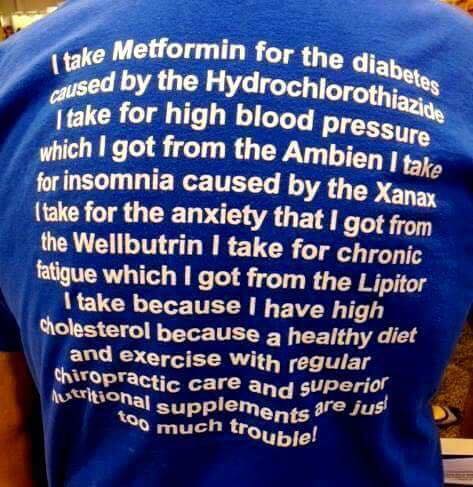 I take Metformin for the diabetes
caused by the Hydrochlorothiazide
I take for high blood pressure
which I got from the Ambien I take
for insomnia caused by the Xanax
I take for the anxiety that I got from
the Wellbutrin I take for chronic
fatigue which I got from the Lipitor
I take because I have high
cholesterol because a healthy diet
and exercise with regular
chiropractic care and superior
Nutritional supplements are just
too much trouble!